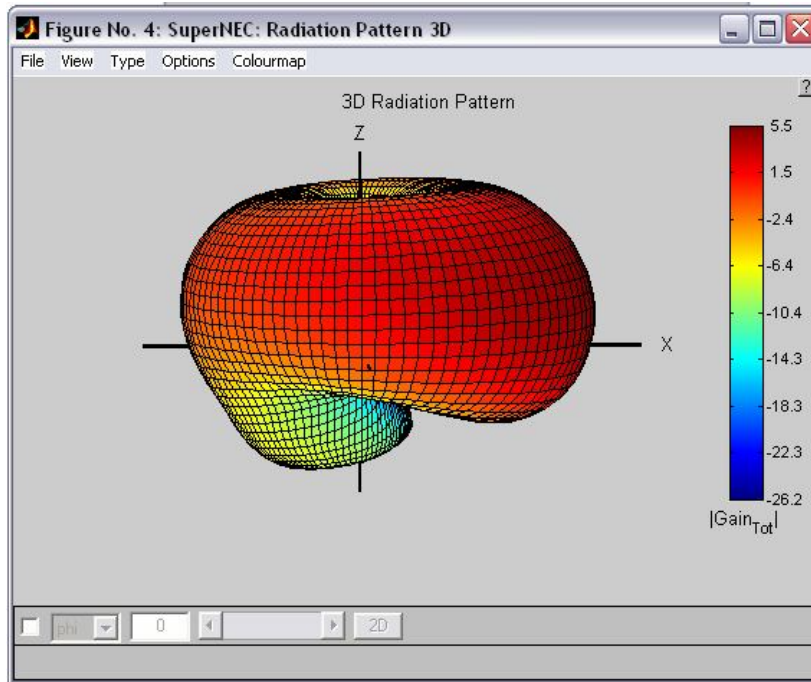 Figure No. 4: SuperNEC: Radiation Pattern 3D
File View Type Options Colourmap
?
3D Radiation Pattern
Z
X
5.5
1.5
-2.4
-6.4
-10.4
-14.3
-18.3
-22.3
-26.2
|Gain_Tot|
phi 0 2D